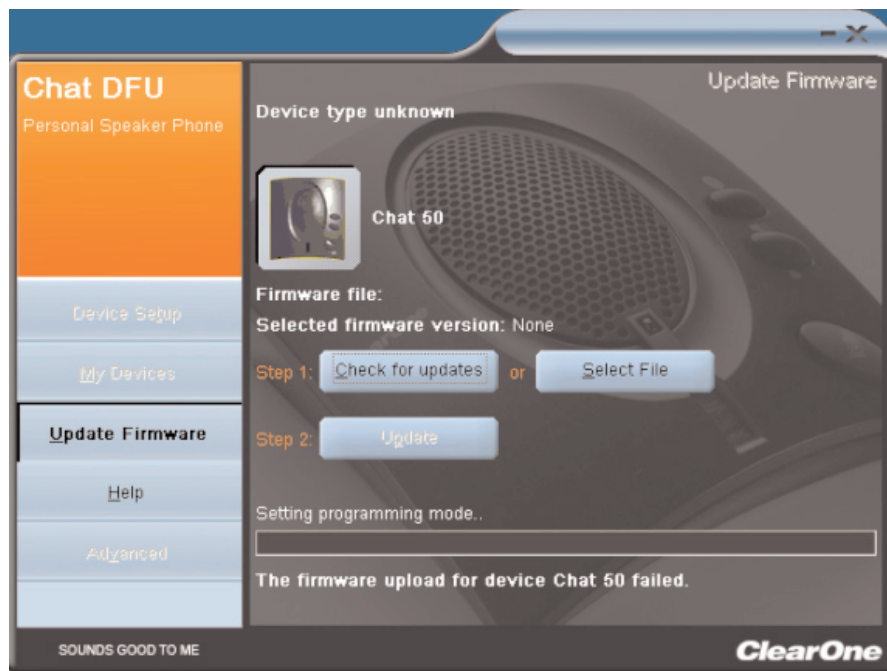 Update Firmware
Chat DFU
Personal Speaker Phone
Device type unknown
Chat 50
Firmware file:
Selected firmware version: None
Device Setup
My Devices
Update Firmware
Help
Advanced
Step 1: Check for updates or Select File
Step 2: Update
Setting programming mode..
The firmware upload for device Chat 50 failed.
SOUNDS GOOD TO ME
ClearOne